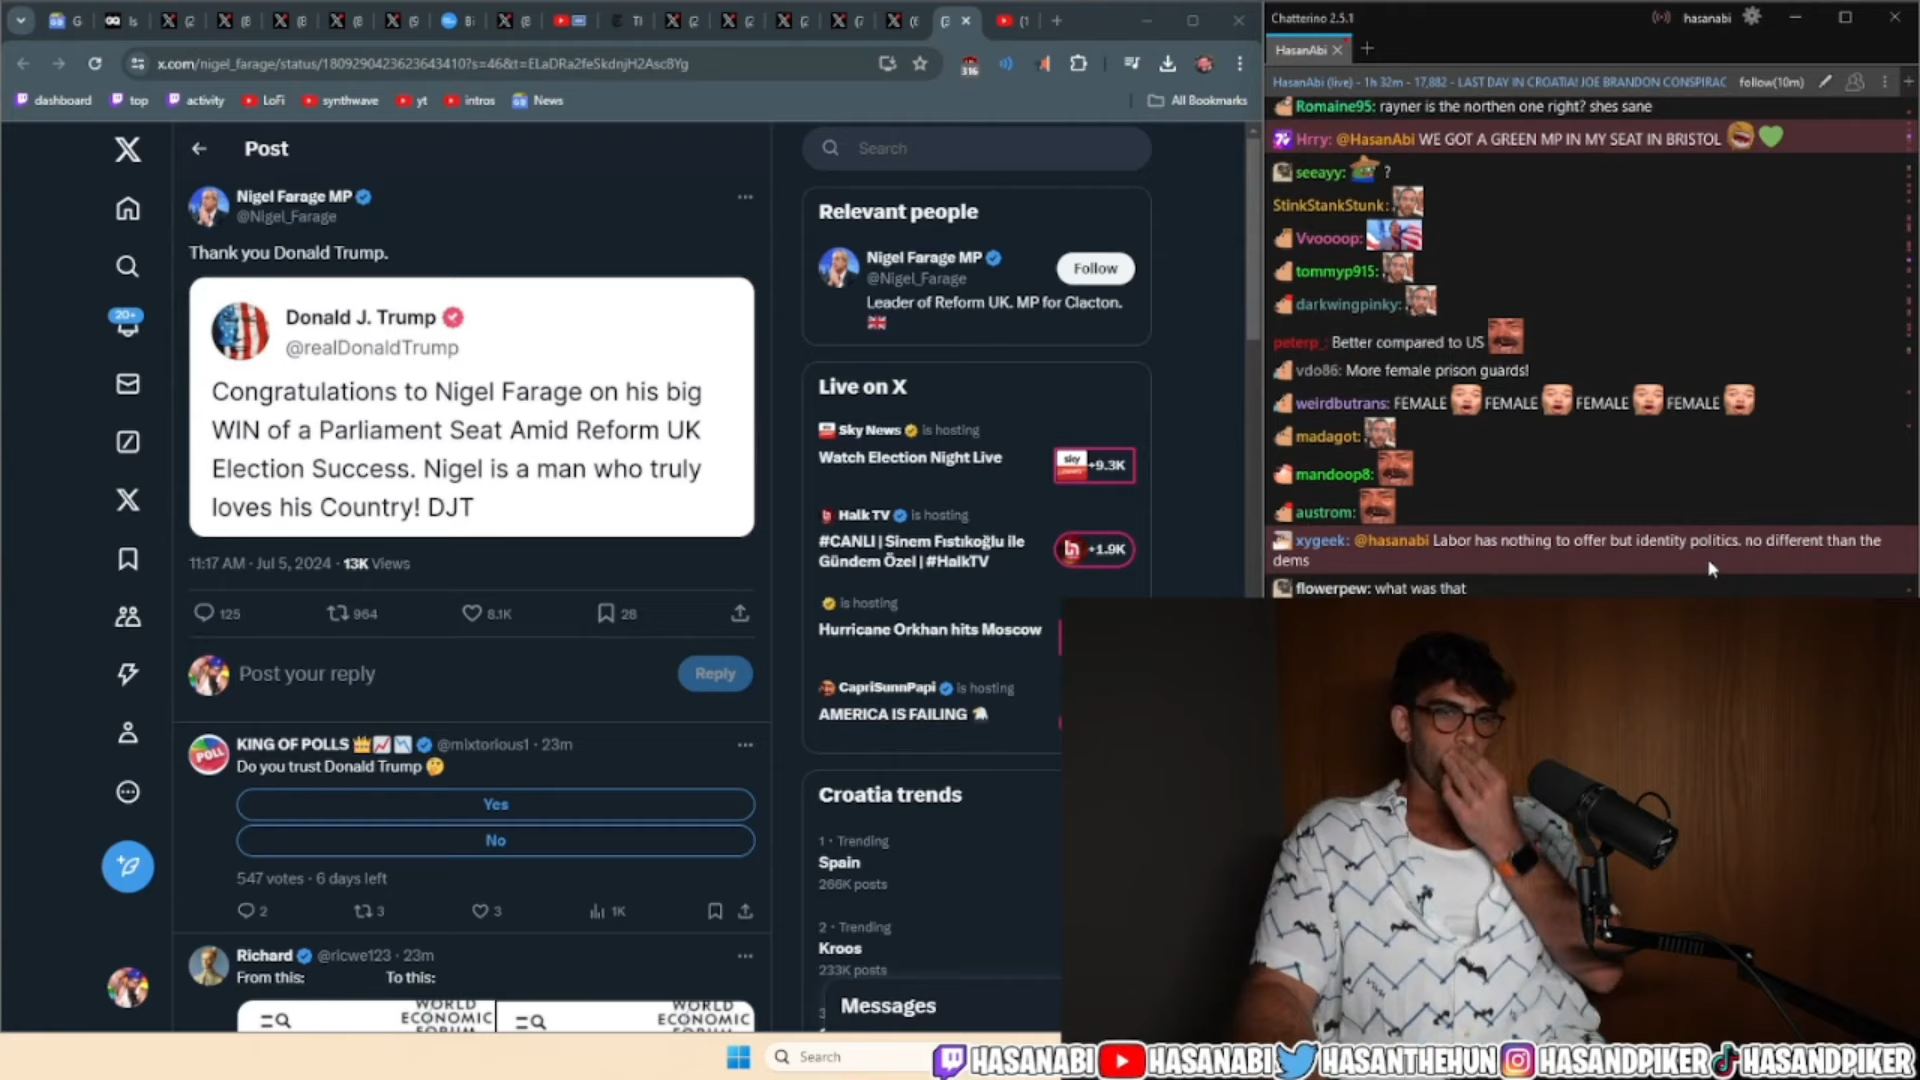 x.com/nigel_farage/status/1809290423623643410?s=46&t=ELaDRa2feSkdnjH2Asc8Yg
316
dashboard
top
activity
LoFi
synthwave
yt
intros
News
All Bookmarks
Post
Nigel Farage MP
@Nigel_Farage
Thank you Donald Trump.
Donald J. Trump
@realDonaldTrump
Congratulations to Nigel Farage on his big
WIN of a Parliament Seat Amid Reform UK
Election Success. Nigel is a man who truly
loves his Country! DJT
11:17 AM · Jul 5, 2024 · 13K Views
125
964
8.1K
28
Post your reply
Reply
KING OF POLLS @mixtorious1 · 23m
POLL
Do you trust Donald Trump
Yes
No
547 votes · 6 days left
2
3
3
1K
Richard @rlcwe123 · 23m
From this: To this:
WORLD
ECONOMIC
FORUM
WORLD
ECONOMIC
FORUM
20+
Search
Relevant people
Nigel Farage MP
@Nigel_Farage
Follow
Leader of Reform UK. MP for Clacton.
Live on X
Sky News is hosting
Watch Election Night Live
sky
+9.3K
Halk TV is hosting
#CANLI | Sinem Fıstıkoğlu ile
Gündem Özel | #HalkTV
+1.9K
is hosting
Hurricane Orkhan hits Moscow
CapriSunnPapi is hosting
AMERICA IS FAILING
Croatia trends
1 · Trending
Spain
266K posts
2 · Trending
Kroos
233K posts
Messages
Chatterino 2.5.1
hasanabi
HasanAbi
HasanAbi (live) - 1h 32m - 17,882 - LAST DAY IN CROATIA! JOE BRANDON CONSPIRAC
follow(10m)
Romaine95: rayner is the northen one right? shes sane
Hrry: @HasanAbi WE GOT A GREEN MP IN MY SEAT IN BRISTOL
seeayy: ?
StinkStankStunk:
Vvoooop:
tommyp915:
darkwingpinky:
peterp_: Better compared to US
vdo86: More female prison guards!
weirdbutrans: FEMALE FEMALE FEMALE FEMALE
madagot:
mandoop8:
austrom:
xygeek: @hasanabi Labor has nothing to offer but identity politics. no different than the
dems
flowerpew: what was that
Search
HASANABI
HASANABI
HASANTHEHUN
HASANDPIKER
HASANDPIKER